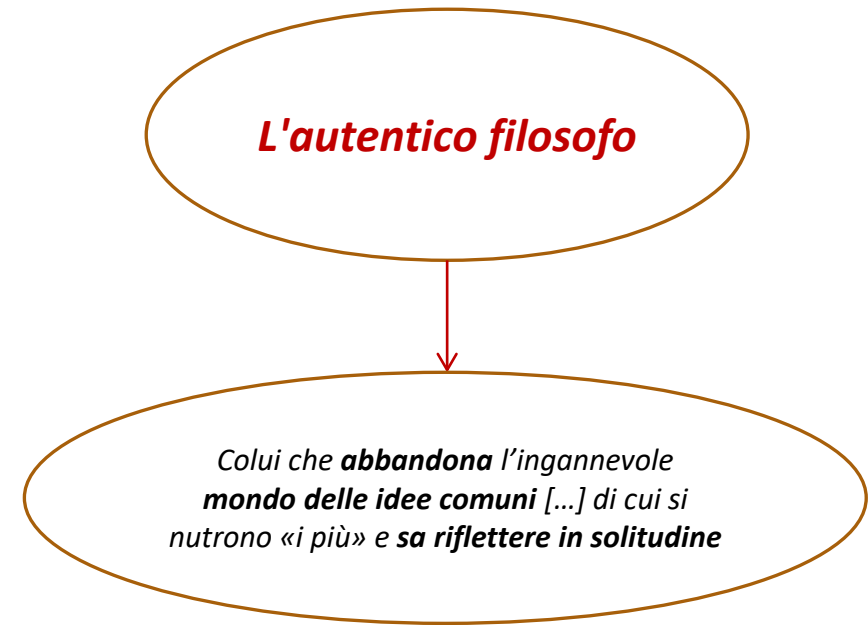 L'autentico filosofo
Colui che abbandona l’ingannevole
mondo delle idee comuni […] di cui si
nutrono «i più» e sa riflettere in solitudine